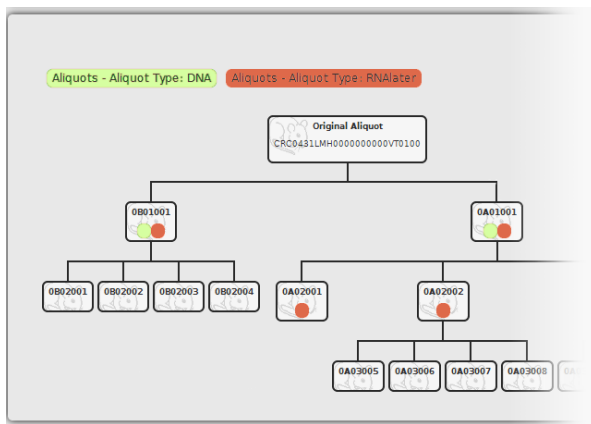 Aliquots - Aliquot Type: DNA
Aliquots - Aliquot Type: RNAlater
Original Aliquot
CRC0431LMH0000000000VT0100
0B01001
0A01001
0B02001
0B02002
0B02003
0B02004
0A02001
0A02002
0A03005
0A03006
0A03007
0A03008